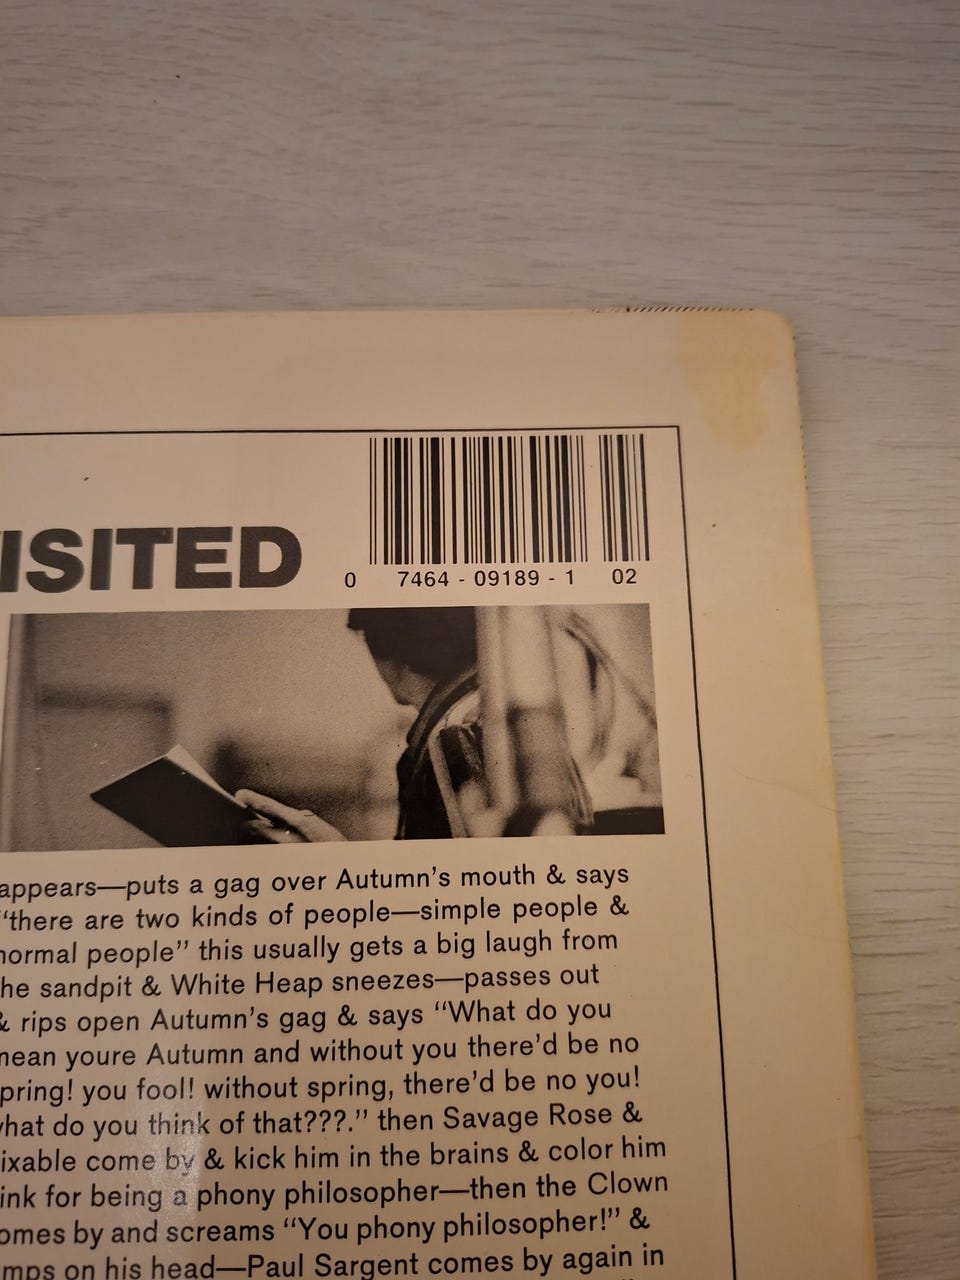 ISITED
0 7464 - 09189 - 1 02
appears—puts a gag over Autumn's mouth & says
"there are two kinds of people—simple people &
normal people" this usually gets a big laugh from
he sandpit & White Heap sneezes—passes out
& rips open Autumn's gag & says "What do you
mean youre Autumn and without you there'd be no
pring! you fool! without spring, there'd be no you!
what do you think of that???." then Savage Rose &
ixable come by & kick him in the brains & color him
ink for being a phony philosopher—then the Clown
omes by and screams "You phony philosopher!" &
mps on his head—Paul Sargent comes by again in